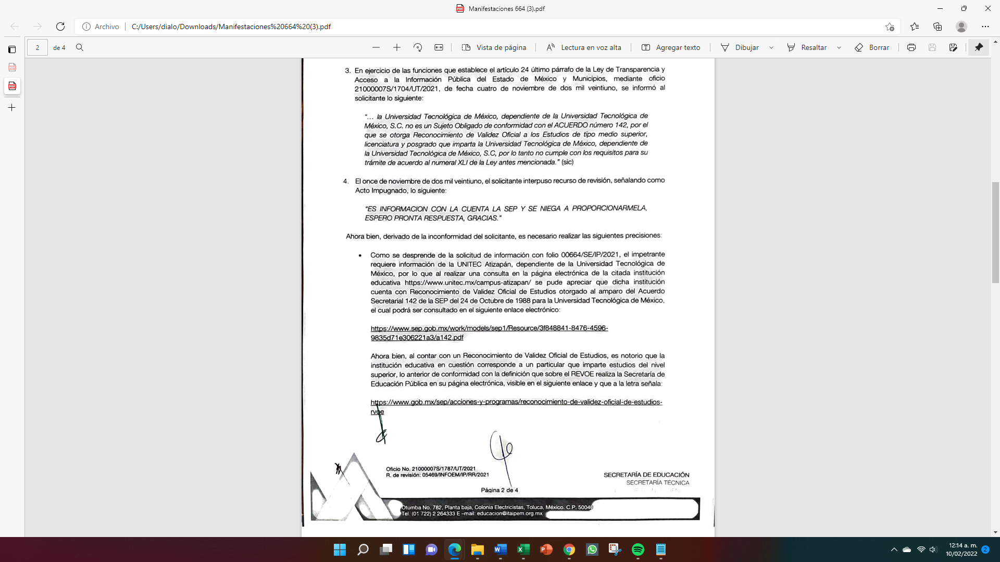 Manifestaciones 664 (3).pdf
Archivo
C:/Users/dialo/Downloads/Manifestaciones%20664%20(3).pdf
2
de 4
Vista de página
Lectura en voz alta
Agregar texto
Dibujar
Resaltar
Borrar
3. En ejercicio de las funciones que establece el artículo 24 último párrafo de la Ley de Transparencia y
Acceso a la Información Pública del Estado de México y Municipios, mediante oficio
21000007S/1704/UT/2021, de fecha cuatro de noviembre de dos mil veintiuno, se informó al
solicitante lo siguiente:
"... la Universidad Tecnológica de México, dependiente de la Universidad Tecnológica de
México, S.C. no es un Sujeto Obligado de conformidad con el ACUERDO número 142, por el
que se otorga Reconocimiento de Validez Oficial a los Estudios de tipo medio superior,
licenciatura y posgrado que imparta la Universidad Tecnológica de México, dependiente de
la Universidad Tecnológica de México, S.C, por lo tanto no cumple con los requisitos para su
trámite de acuerdo al numeral XLI de la Ley antes mencionada." (sic)
4. El once de noviembre de dos mil veintiuno, el solicitante interpuso recurso de revisión, señalando como
Acto Impugnado, lo siguiente:
"ES INFORMACION CON LA CUENTA LA SEP Y SE NIEGA A PROPORCIONARMELA,
ESPERO PRONTA RESPUESTA, GRACIAS."
Ahora bien, derivado de la inconformidad del solicitante, es necesario realizar las siguientes precisiones:
• Como se desprende de la solicitud de información con folio 00664/SE/IP/2021, el impetrante
requiere información de la UNITEC Atizapán, dependiente de la Universidad Tecnológica de
México, por lo que al realizar una consulta en la página electrónica de la citada institución
educativa https://www.unitec.mx/campus-atizapan/ se pude apreciar que dicha institución
cuenta con Reconocimiento de Validez Oficial de Estudios otorgado al amparo del Acuerdo
Secretarial 142 de la SEP del 24 de Octubre de 1988 para la Universidad Tecnológica de México,
el cual podrá ser consultado en el siguiente enlace electrónico:
https://www.sep.gob.mx/work/models/sep1/Resource/3f848841-8476-4596-
9835d71e306221a3/a142.pdf
Ahora bien, al contar con un Reconocimiento de Validez Oficial de Estudios, es notorio que la
institución educativa en cuestión corresponde a un particular que imparte estudios del nivel
superior, lo anterior de conformidad con la definición que sobre el REVOE realiza la Secretaría de
Educación Pública en su página electrónica, visible en el siguiente enlace y que a la letra señala:
https://www.gob.mx/sep/acciones-y-programas/reconocimiento-de-validez-oficial-de-estudios-
rvoe
Oficio No. 21000007S/1787/UT/2021
R. de revisión: 05469/INFOEM/IP/RR/2021
SECRETARÍA DE EDUCACIÓN
SECRETARÍA TÉCNICA
Página 2 de 4
Otumba No. 782, Planta baja, Colonia Electricistas, Toluca, México. C.P. 50040
Tel. (01 722) 2 264333 E –mail: educacion@itaipem.org.mx
12:14 a. m.
10/02/2022
2